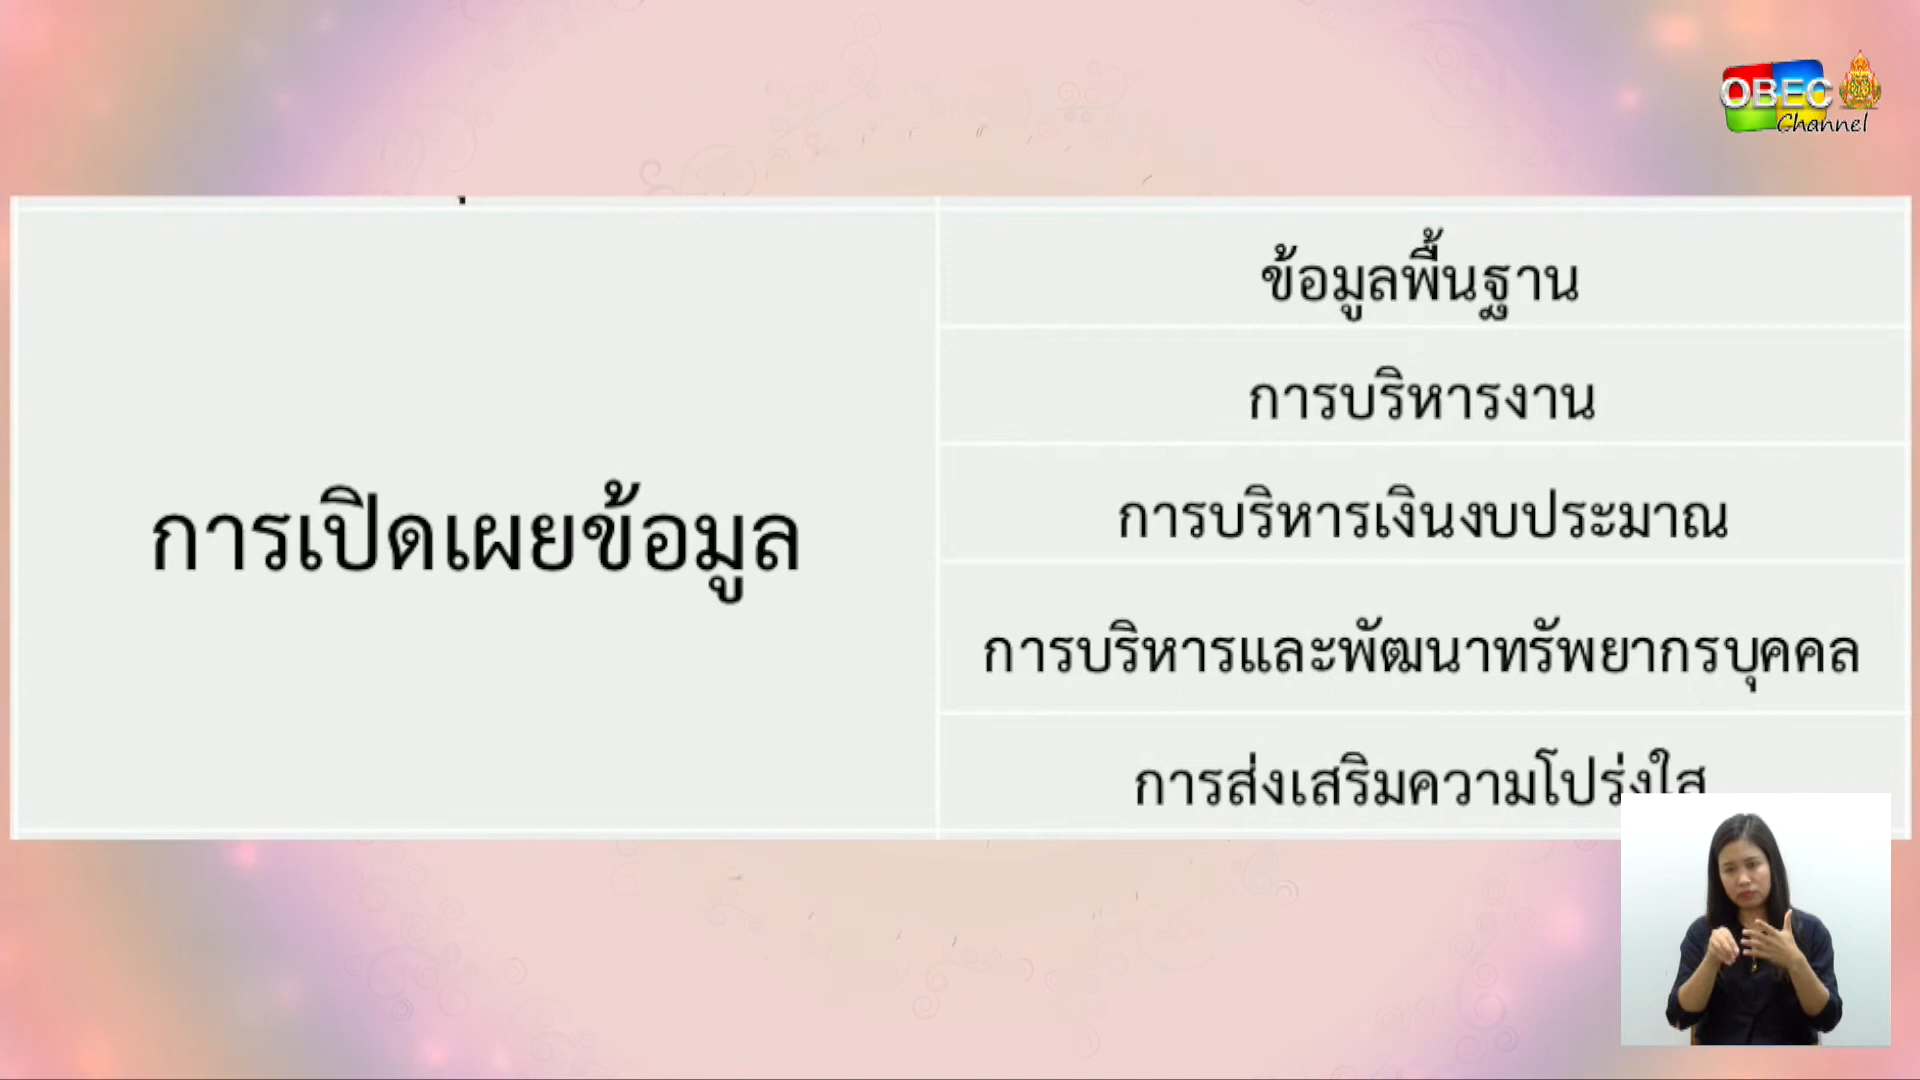 OBEC
Channel
ข้อมูลพื้นฐาน
การบริหารงาน
การบริหารเงินงบประมาณ
การเปิดเผยข้อมูล
การบริหารและพัฒนาทรัพยากรบุคคล
การส่งเสริมความโปร่งใส